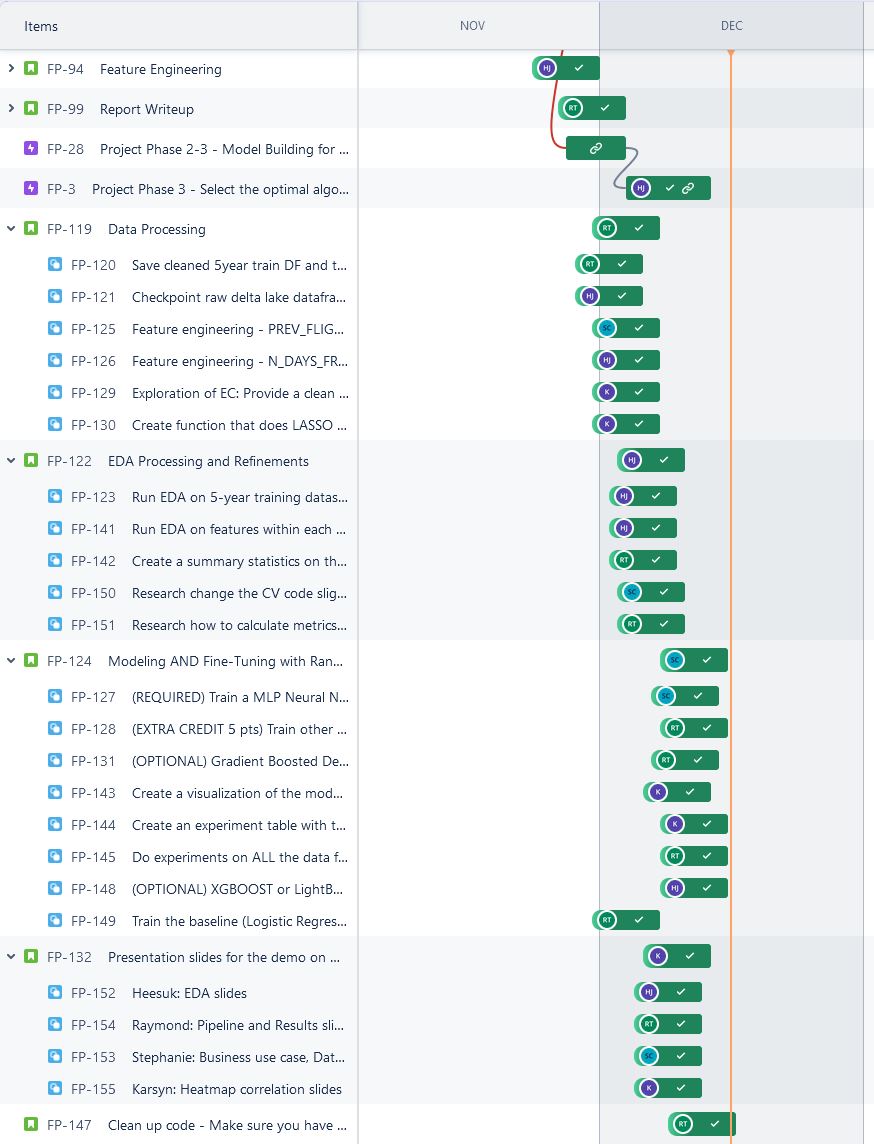 Items NOV DEC
FP-94 Feature Engineering HJ
FP-99 Report Writeup RT
FP-28 Project Phase 2-3 - Model Building for ...
FP-3 Project Phase 3 - Select the optimal algo... HJ
FP-119 Data Processing RT
FP-120 Save cleaned 5year train DF and t... RT
FP-121 Checkpoint raw delta lake datafra... HJ
FP-125 Feature engineering - PREV_FLIG... SC
FP-126 Feature engineering - N_DAYS_FR... HJ
FP-129 Exploration of EC: Provide a clean ... K
FP-130 Create function that does LASSO ... K
FP-122 EDA Processing and Refinements HJ
FP-123 Run EDA on 5-year training datas... HJ
FP-141 Run EDA on features within each ... HJ
FP-142 Create a summary statistics on th... RT
FP-150 Research change the CV code slig... SC
FP-151 Research how to calculate metrics... RT
FP-124 Modeling AND Fine-Tuning with Ran... SC
FP-127 (REQUIRED) Train a MLP Neural N... SC
FP-128 (EXTRA CREDIT 5 pts) Train other ... RT
FP-131 (OPTIONAL) Gradient Boosted De... RT
FP-143 Create a visualization of the mod... K
FP-144 Create an experiment table with t... K
FP-145 Do experiments on ALL the data f... RT
FP-148 (OPTIONAL) XGBOOST or LightB... HJ
FP-149 Train the baseline (Logistic Regres... RT
FP-132 Presentation slides for the demo on ... K
FP-152 Heesuk: EDA slides HJ
FP-154 Raymond: Pipeline and Results sli... RT
FP-153 Stephanie: Business use case, Dat... SC
FP-155 Karsyn: Heatmap correlation slides K
FP-147 Clean up code - Make sure you have ... RT